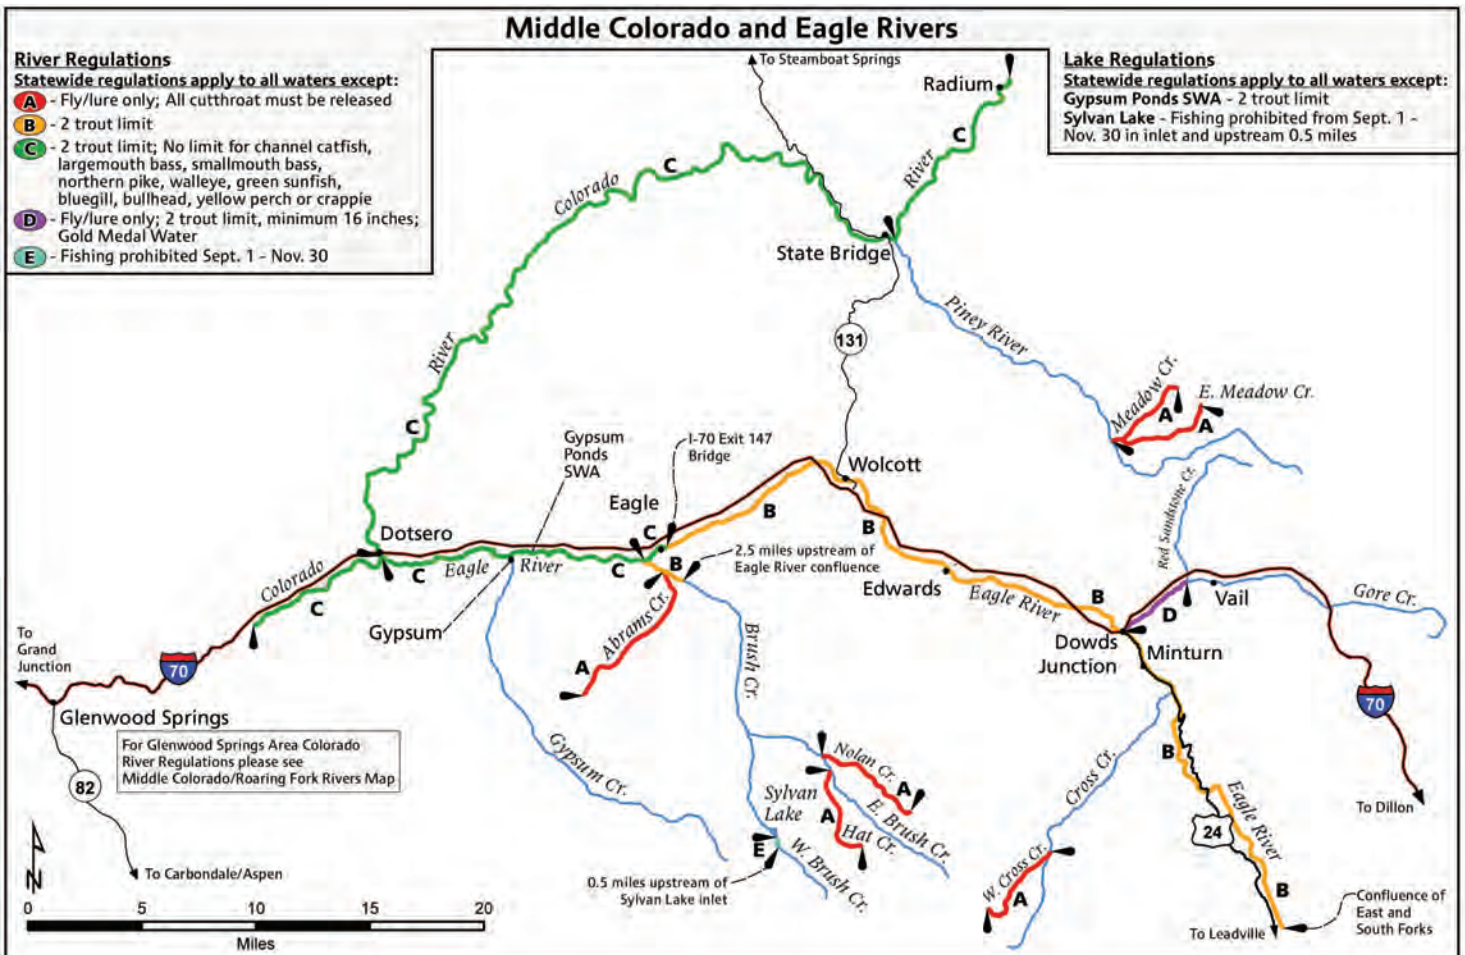 Middle Colorado and Eagle Rivers
River Regulations
Statewide regulations apply to all waters except:
A - Fly/lure only; All cutthroat must be released
B - 2 trout limit
C - 2 trout limit; No limit for channel catfish,
largemouth bass, smallmouth bass,
northern pike, walleye, green sunfish,
bluegill, bullhead, yellow perch or crappie
D - Fly/lure only; 2 trout limit, minimum 16 inches;
Gold Medal Water
E - Fishing prohibited Sept. 1 - Nov. 30
Lake Regulations
Statewide regulations apply to all waters except:
Gypsum Ponds SWA - 2 trout limit
Sylvan Lake - Fishing prohibited from Sept. 1 -
Nov. 30 in inlet and upstream 0.5 miles
To Steamboat Springs
Radium
C
River
C
Colorado
State Bridge
Piney River
131
River
C
Meadow Cr.
A
E. Meadow Cr.
A
Gypsum
Ponds
SWA
I-70 Exit 147
Bridge
Wolcott
Eagle
B
B
Red Sandstone Cr.
Dotsero
C
2.5 miles upstream of
Eagle River confluence
B
C
Eagle
River
C
Colorado
C
Edwards
Eagle River
B
D
Vail
Gore Cr.
Gypsum
Abrams Cr.
A
Brush Cr.
Dowds
Junction
Minturn
To
Grand
Junction
70
70
Glenwood Springs
For Glenwood Springs Area Colorado
River Regulations please see
Middle Colorado/Roaring Fork Rivers Map
82
Gypsum Cr.
Nolan Cr.
A
Sylvan
Lake
A
Hat Cr.
E. Brush Cr.
Cross Cr.
B
Eagle River
24
To Dillon
E
W. Brush Cr.
0.5 miles upstream of
Sylvan Lake inlet
W. Cross Cr.
A
B
Confluence of
East and
South Forks
To Leadville
To Carbondale/Aspen
N
0 5 10 15 20
Miles